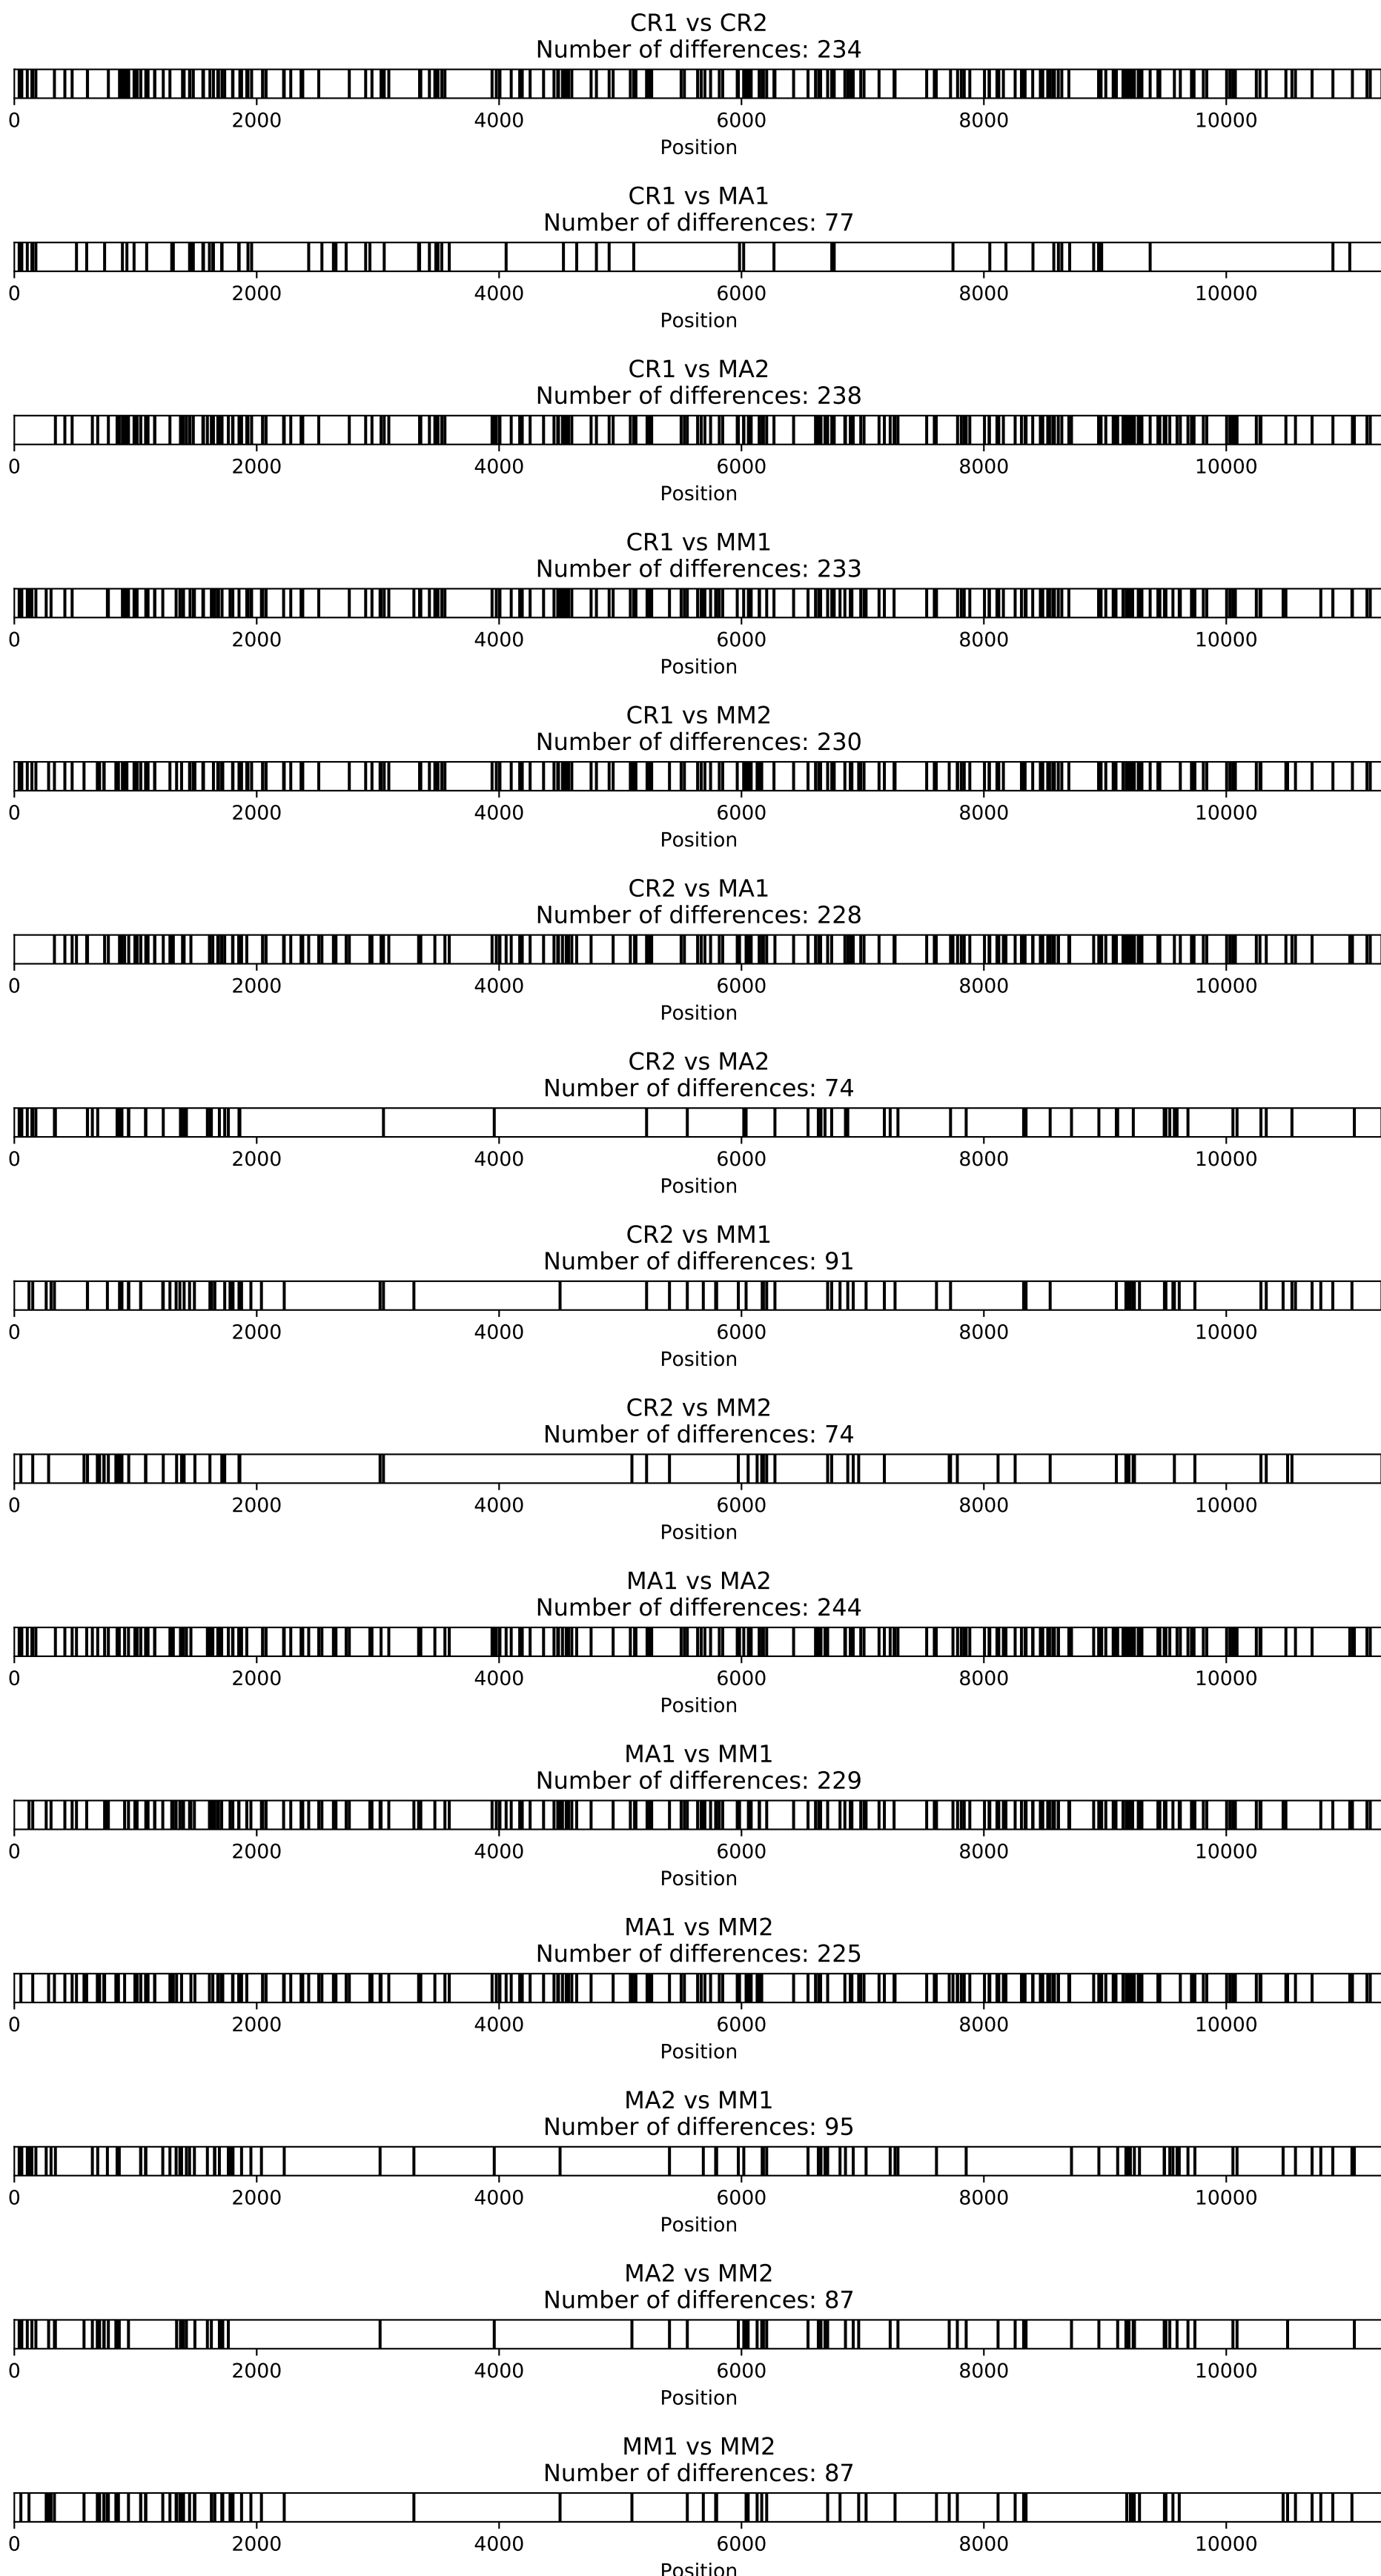 CR1 vs CR2
Number of differences: 234
0 2000 4000 6000 8000 10000
Position
CR1 vs MA1
Number of differences: 77
0 2000 4000 6000 8000 10000
Position
CR1 vs MA2
Number of differences: 238
0 2000 4000 6000 8000 10000
Position
CR1 vs MM1
Number of differences: 233
0 2000 4000 6000 8000 10000
Position
CR1 vs MM2
Number of differences: 230
0 2000 4000 6000 8000 10000
Position
CR2 vs MA1
Number of differences: 228
0 2000 4000 6000 8000 10000
Position
CR2 vs MA2
Number of differences: 74
0 2000 4000 6000 8000 10000
Position
CR2 vs MM1
Number of differences: 91
0 2000 4000 6000 8000 10000
Position
CR2 vs MM2
Number of differences: 74
0 2000 4000 6000 8000 10000
Position
MA1 vs MA2
Number of differences: 244
0 2000 4000 6000 8000 10000
Position
MA1 vs MM1
Number of differences: 229
0 2000 4000 6000 8000 10000
Position
MA1 vs MM2
Number of differences: 225
0 2000 4000 6000 8000 10000
Position
MA2 vs MM1
Number of differences: 95
0 2000 4000 6000 8000 10000
Position
MA2 vs MM2
Number of differences: 87
0 2000 4000 6000 8000 10000
Position
MM1 vs MM2
Number of differences: 87
0 2000 4000 6000 8000 10000
Position